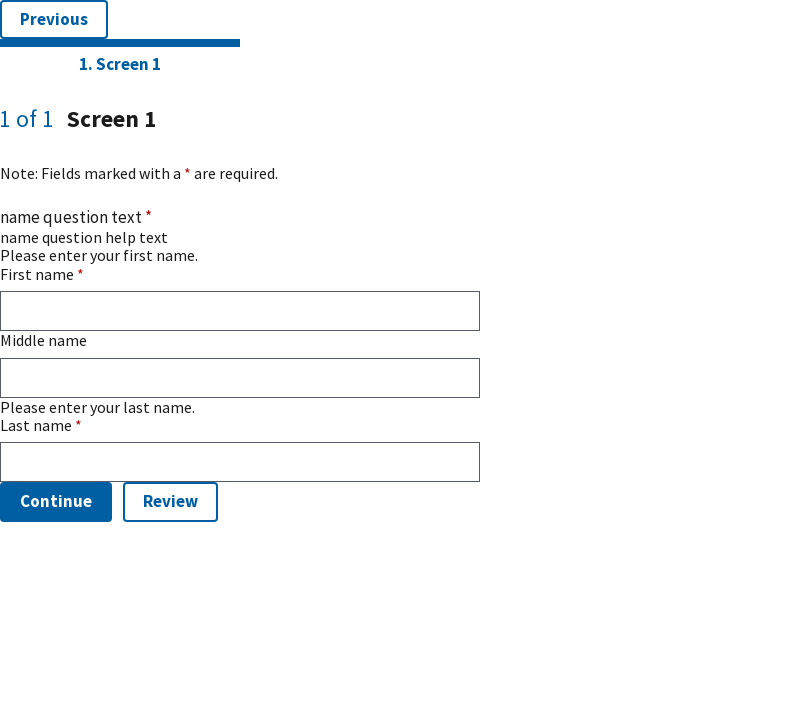 Previous
1. Screen 1
1 of 1 Screen 1
Note: Fields marked with a * are required.
name question text *
name question help text
Please enter your first name.
First name *
Middle name
Please enter your last name.
Last name *
Continue Review